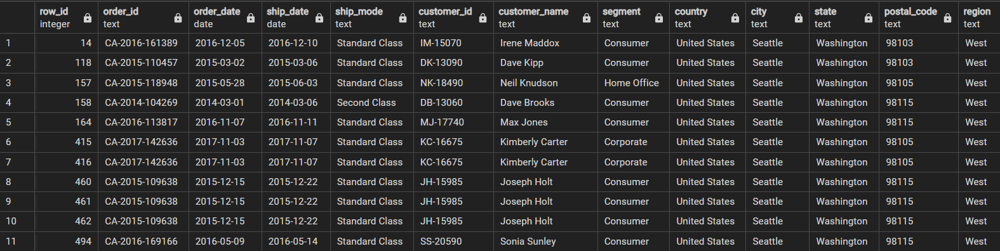 row_id order_id order_date ship_date ship_mode customer_id customer_name segment country city state postal_code region
integer text date date text text text text text text text text text
1 14 CA-2016-161389 2016-12-05 2016-12-10 Standard Class IM-15070 Irene Maddox Consumer United States Seattle Washington 98103 West
2 118 CA-2015-110457 2015-03-02 2015-03-06 Standard Class DK-13090 Dave Kipp Consumer United States Seattle Washington 98103 West
3 157 CA-2015-118948 2015-05-28 2015-06-03 Standard Class NK-18490 Neil Knudson Home Office United States Seattle Washington 98105 West
4 158 CA-2014-104269 2014-03-01 2014-03-06 Second Class DB-13060 Dave Brooks Consumer United States Seattle Washington 98115 West
5 164 CA-2016-113817 2016-11-07 2016-11-11 Standard Class MJ-17740 Max Jones Consumer United States Seattle Washington 98115 West
6 415 CA-2017-142636 2017-11-03 2017-11-07 Standard Class KC-16675 Kimberly Carter Corporate United States Seattle Washington 98105 West
7 416 CA-2017-142636 2017-11-03 2017-11-07 Standard Class KC-16675 Kimberly Carter Corporate United States Seattle Washington 98105 West
8 460 CA-2015-109638 2015-12-15 2015-12-22 Standard Class JH-15985 Joseph Holt Consumer United States Seattle Washington 98115 West
9 461 CA-2015-109638 2015-12-15 2015-12-22 Standard Class JH-15985 Joseph Holt Consumer United States Seattle Washington 98115 West
10 462 CA-2015-109638 2015-12-15 2015-12-22 Standard Class JH-15985 Joseph Holt Consumer United States Seattle Washington 98115 West
11 494 CA-2016-169166 2016-05-09 2016-05-14 Standard Class SS-20590 Sonia Sunley Consumer United States Seattle Washington 98115 West